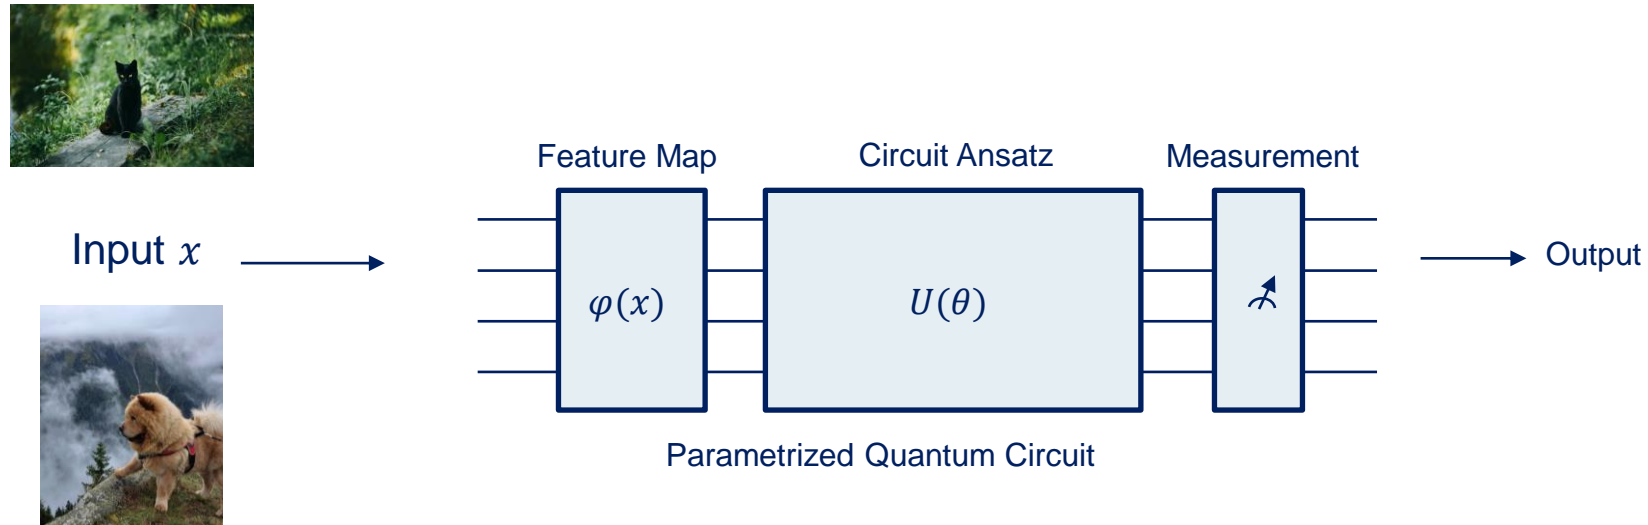 Feature Map
Circuit Ansatz
Measurement
Input x
φ(x)
U(θ)
Output
Parametrized Quantum Circuit